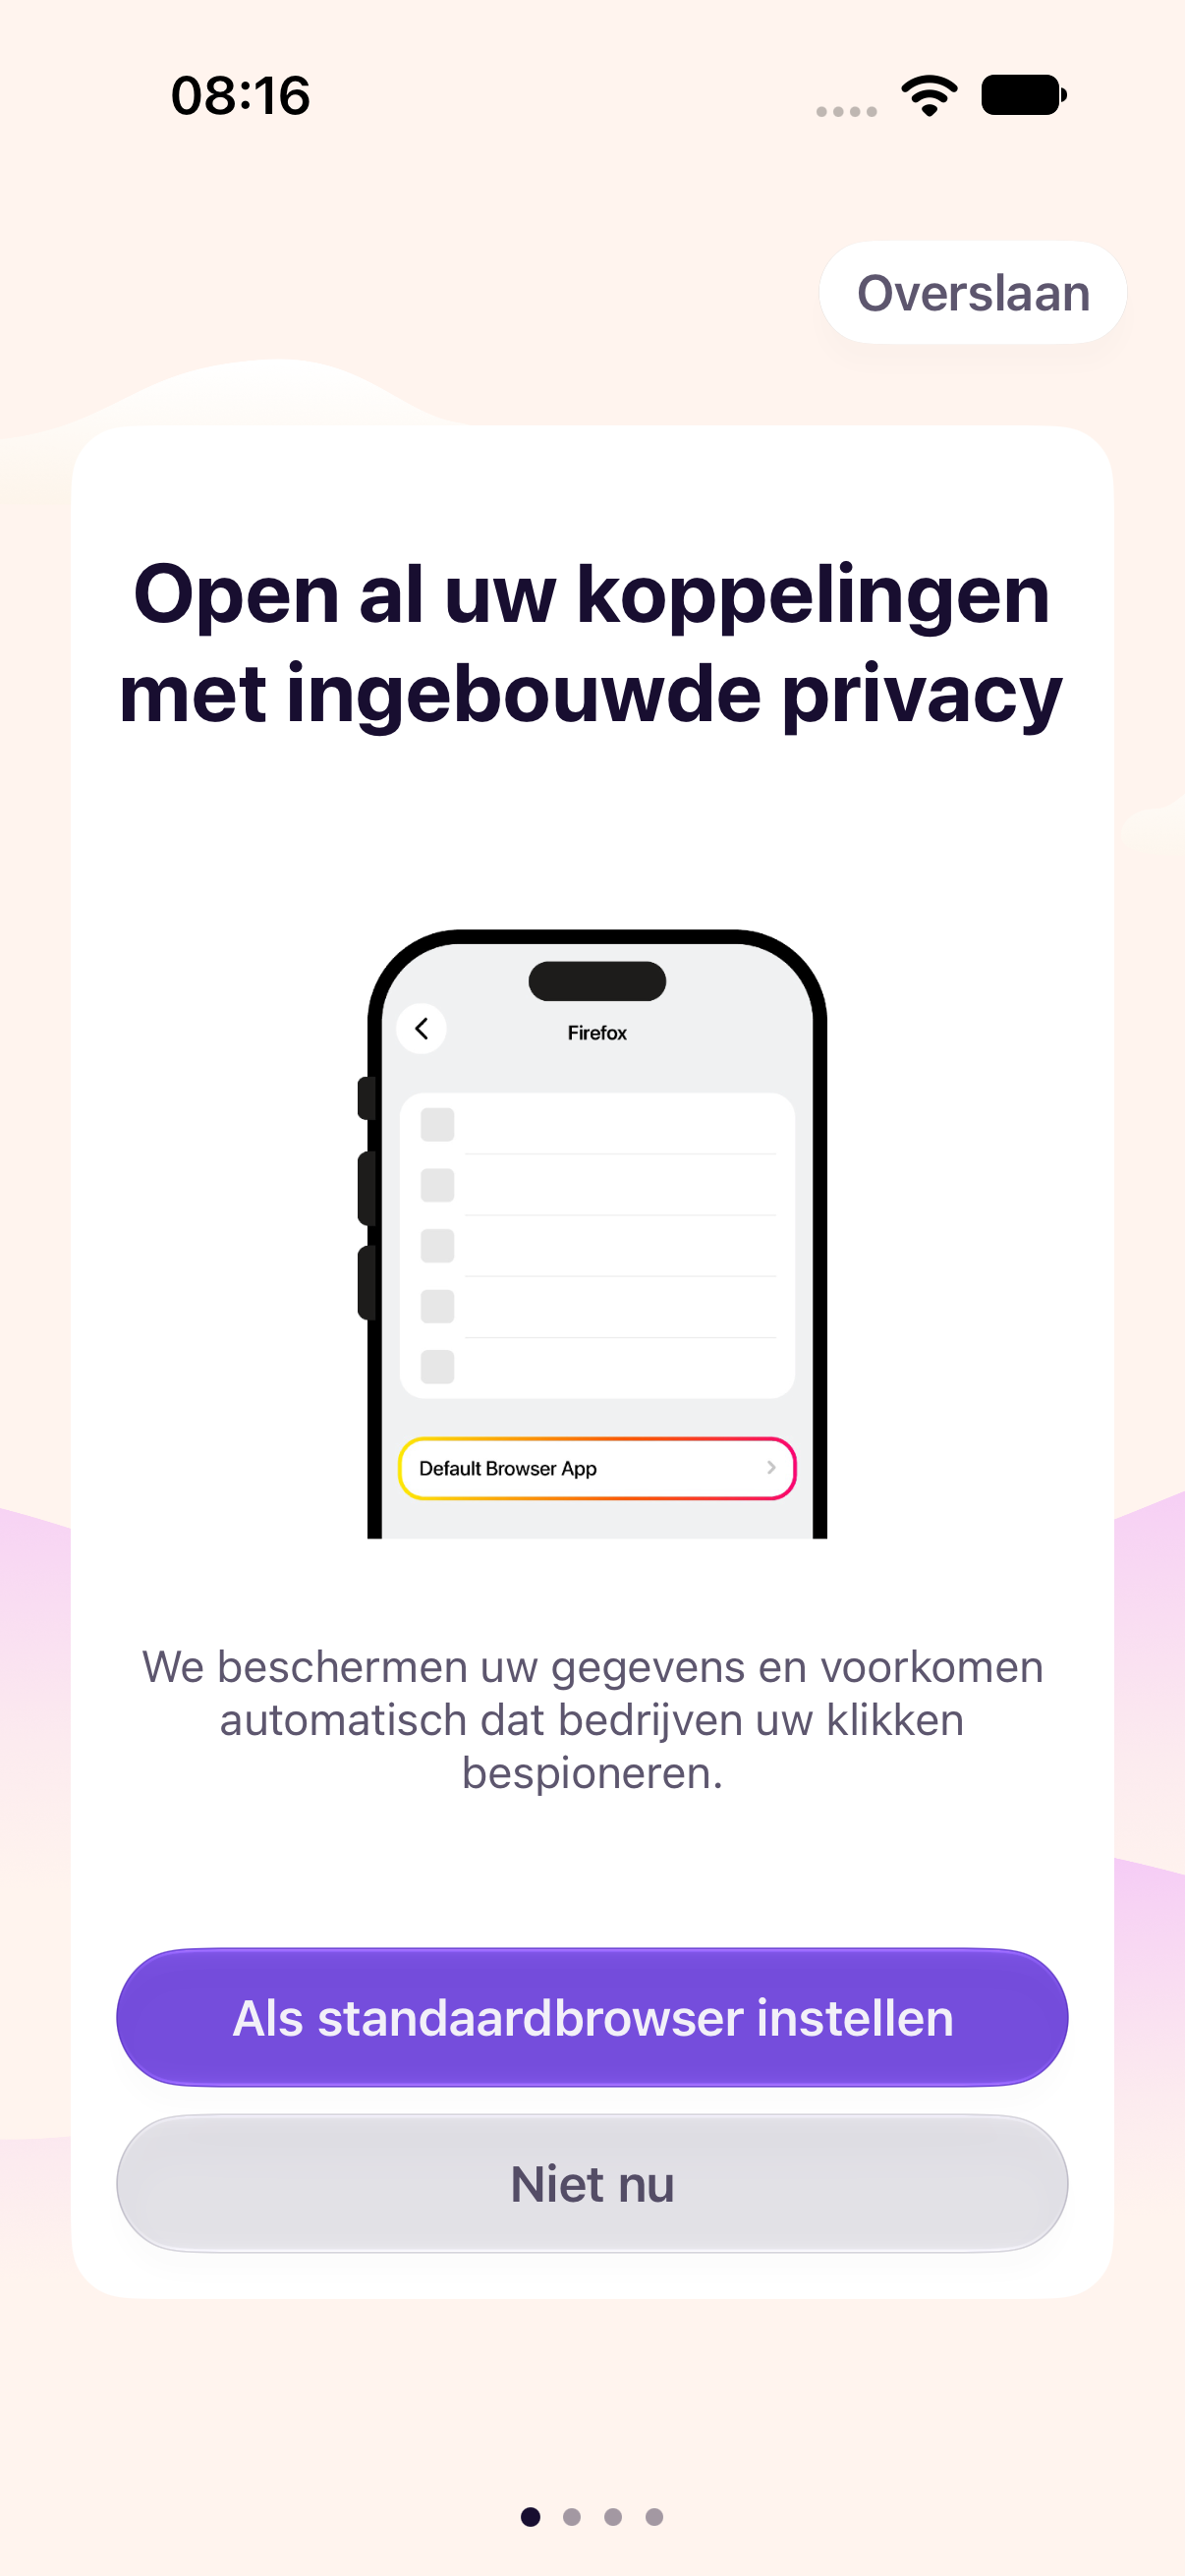 08:16
Overslaan
Open al uw koppelingen
met ingebouwde privacy
Firefox
Default Browser App
We beschermen uw gegevens en voorkomen
automatisch dat bedrijven uw klikken
bespioneren.
Als standaardbrowser instellen
Niet nu